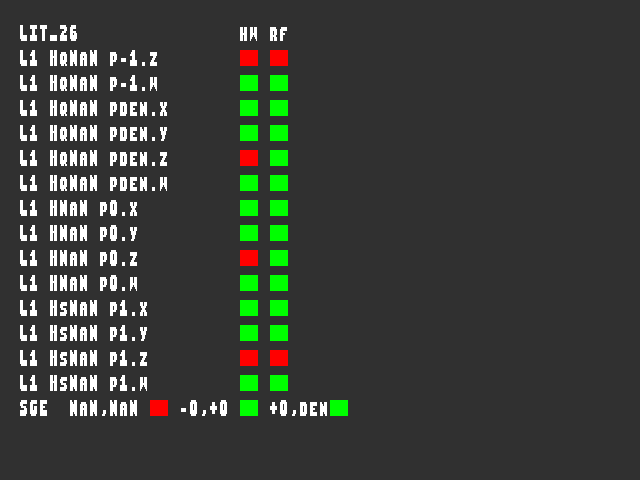 LIT_26 HW RF
L1 HQNAN P-1.Z
L1 HQNAN P-1.W
L1 HQNAN PDEN.X
L1 HQNAN PDEN.Y
L1 HQNAN PDEN.Z
L1 HQNAN PDEN.W
L1 HNAN P0.X
L1 HNAN P0.Y
L1 HNAN P0.Z
L1 HNAN P0.W
L1 HSNAN P1.X
L1 HSNAN P1.Y
L1 HSNAN P1.Z
L1 HSNAN P1.W
SGE NAN,NAN -0,+0 +0,DEN